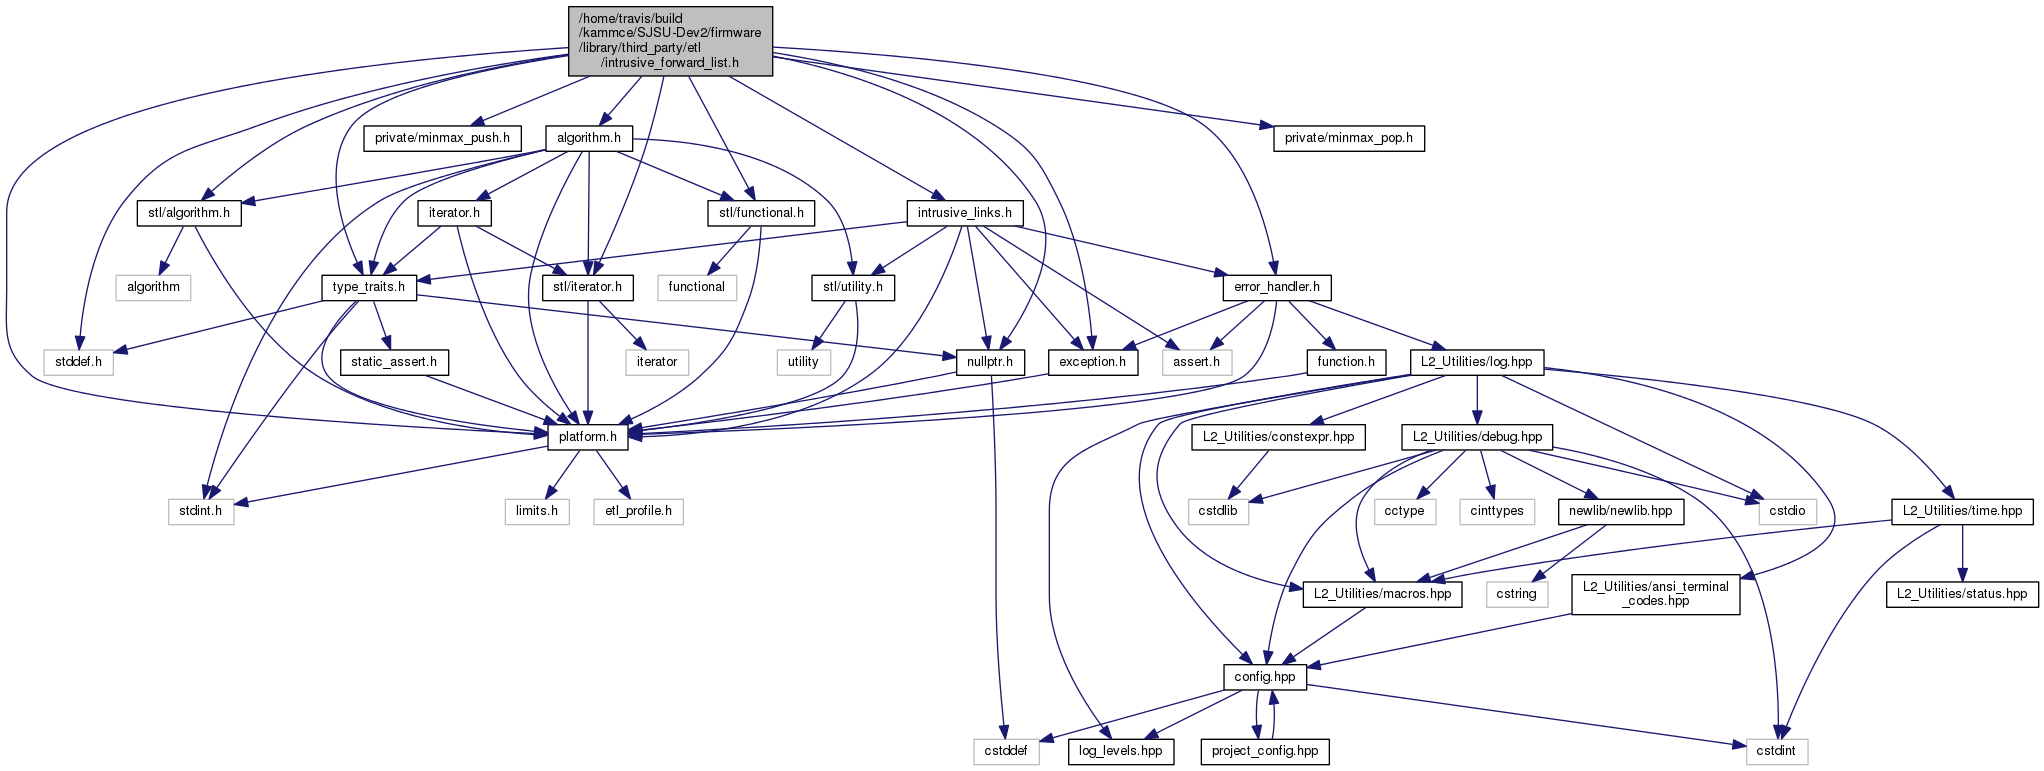 /home/travis/build
/kammce/SJSU-Dev2/firmware
/library/third_party/etl
/intrusive_forward_list.h
private/minmax_push.h
algorithm.h
private/minmax_pop.h
stl/algorithm.h
iterator.h
stl/functional.h
intrusive_links.h
algorithm
type_traits.h
stl/iterator.h
functional
stl/utility.h
error_handler.h
stddef.h
static_assert.h
iterator
utility
nullptr.h
exception.h
assert.h
function.h
L2_Utilities/log.hpp
platform.h
L2_Utilities/constexpr.hpp
L2_Utilities/debug.hpp
stdint.h
limits.h
etl_profile.h
cstdlib
cctype
cinttypes
newlib/newlib.hpp
cstdio
L2_Utilities/time.hpp
L2_Utilities/macros.hpp
cstring
L2_Utilities/ansi_terminal
_codes.hpp
L2_Utilities/status.hpp
config.hpp
cstddef
log_levels.hpp
project_config.hpp
cstdint